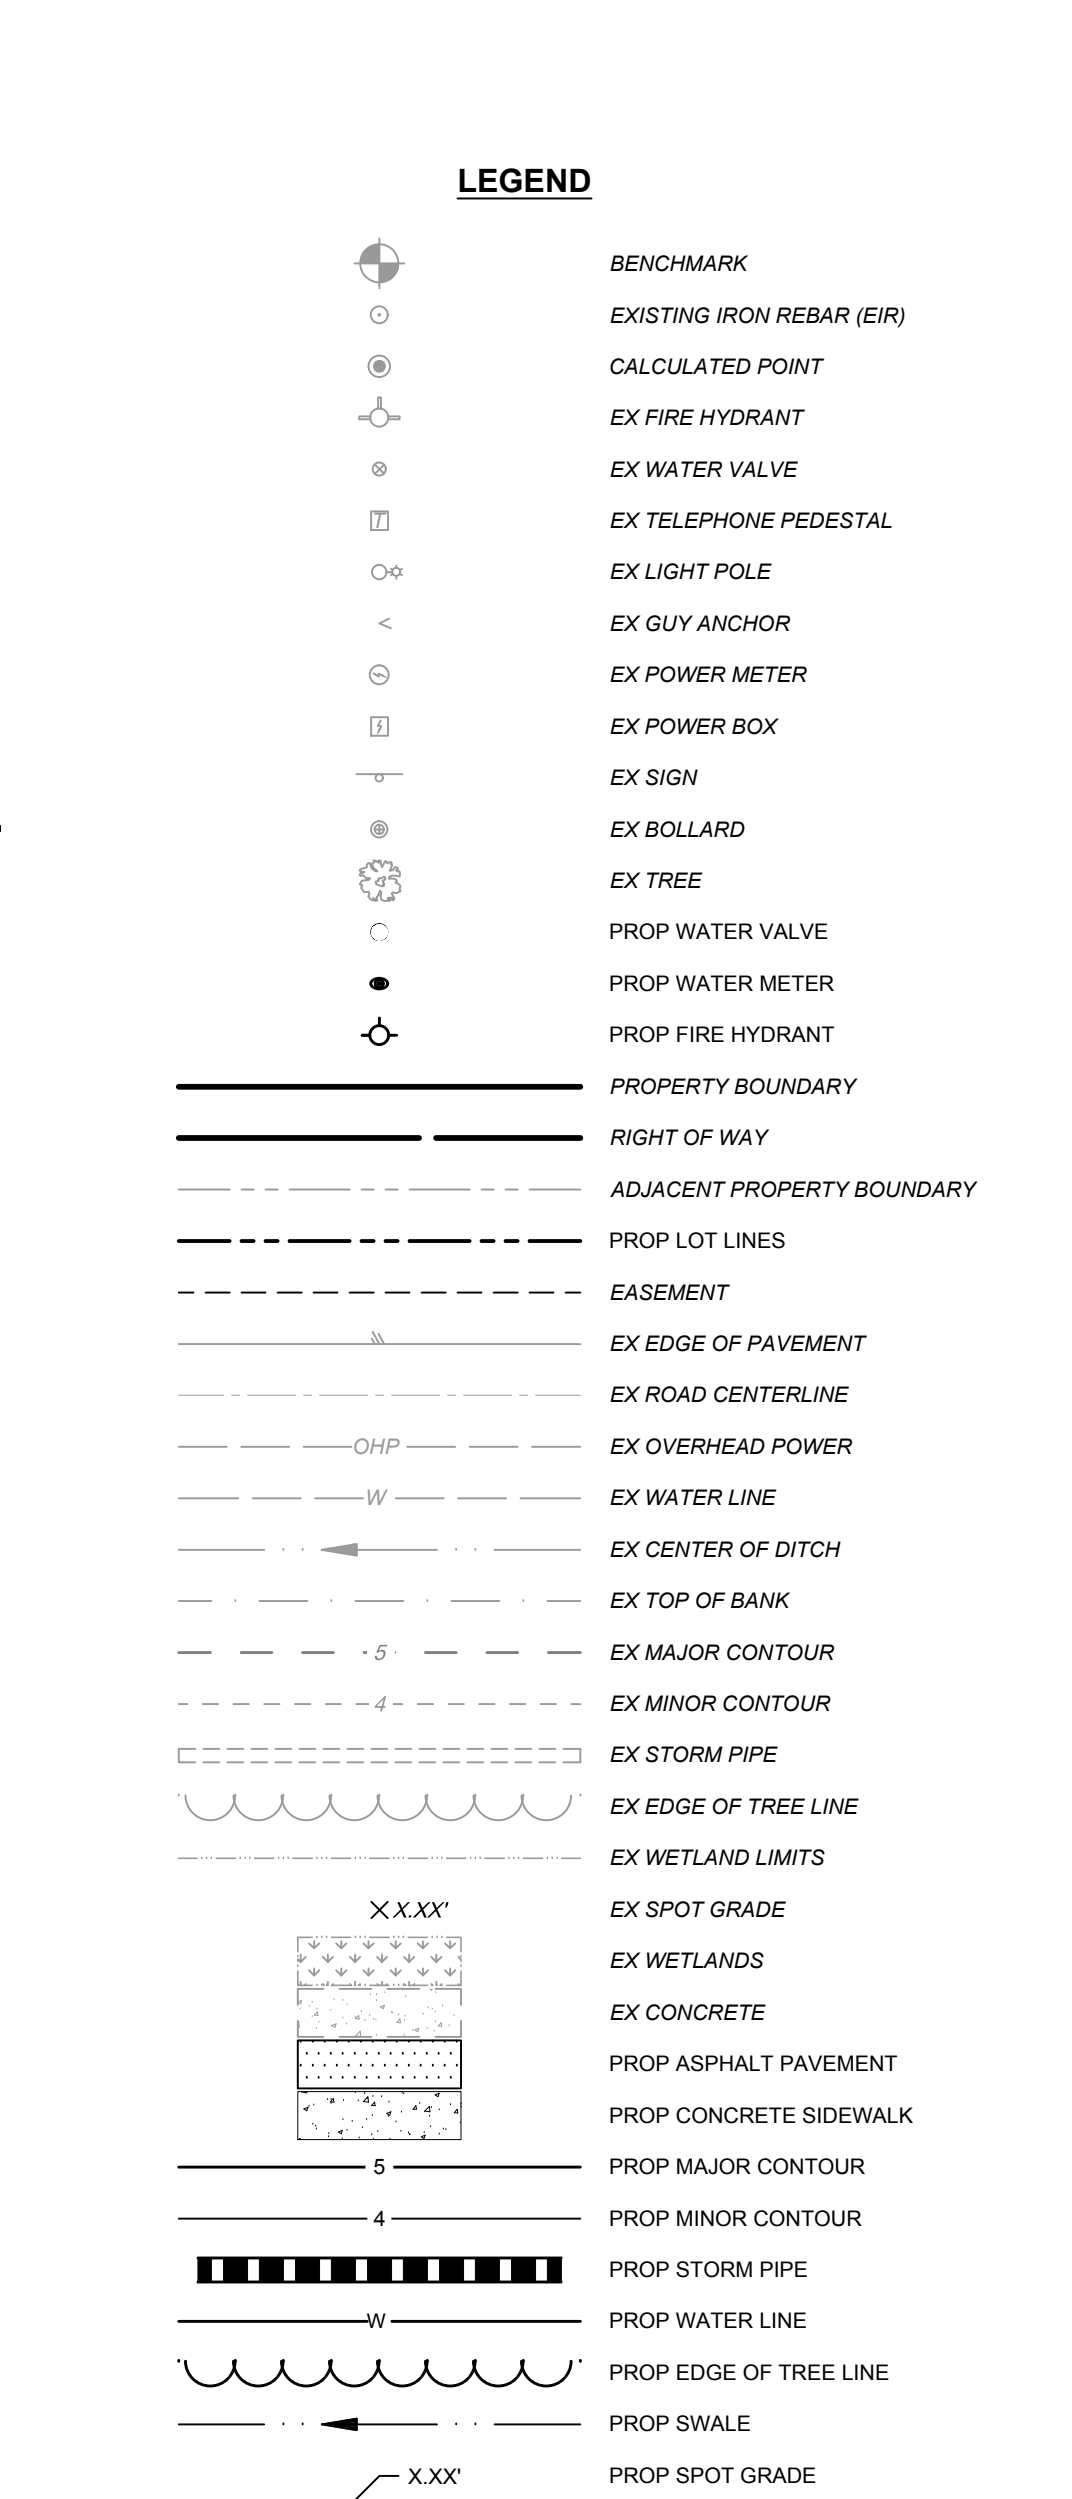 LEGEND
BENCHMARK
EXISTING IRON REBAR (EIR)
CALCULATED POINT
EX FIRE HYDRANT
EX WATER VALVE
T EX TELEPHONE PEDESTAL
EX LIGHT POLE
EX GUY ANCHOR
EX POWER METER
EX POWER BOX
EX SIGN
EX BOLLARD
EX TREE
PROP WATER VALVE
PROP WATER METER
PROP FIRE HYDRANT
PROPERTY BOUNDARY
RIGHT OF WAY
ADJACENT PROPERTY BOUNDARY
PROP LOT LINES
EASEMENT
EX EDGE OF PAVEMENT
EX ROAD CENTERLINE
OHP EX OVERHEAD POWER
W EX WATER LINE
EX CENTER OF DITCH
EX TOP OF BANK
5 EX MAJOR CONTOUR
4 EX MINOR CONTOUR
EX STORM PIPE
EX EDGE OF TREE LINE
EX WETLAND LIMITS
X.XX' EX SPOT GRADE
EX WETLANDS
EX CONCRETE
PROP ASPHALT PAVEMENT
PROP CONCRETE SIDEWALK
5 PROP MAJOR CONTOUR
4 PROP MINOR CONTOUR
PROP STORM PIPE
W PROP WATER LINE
PROP EDGE OF TREE LINE
PROP SWALE
X.XX' PROP SPOT GRADE